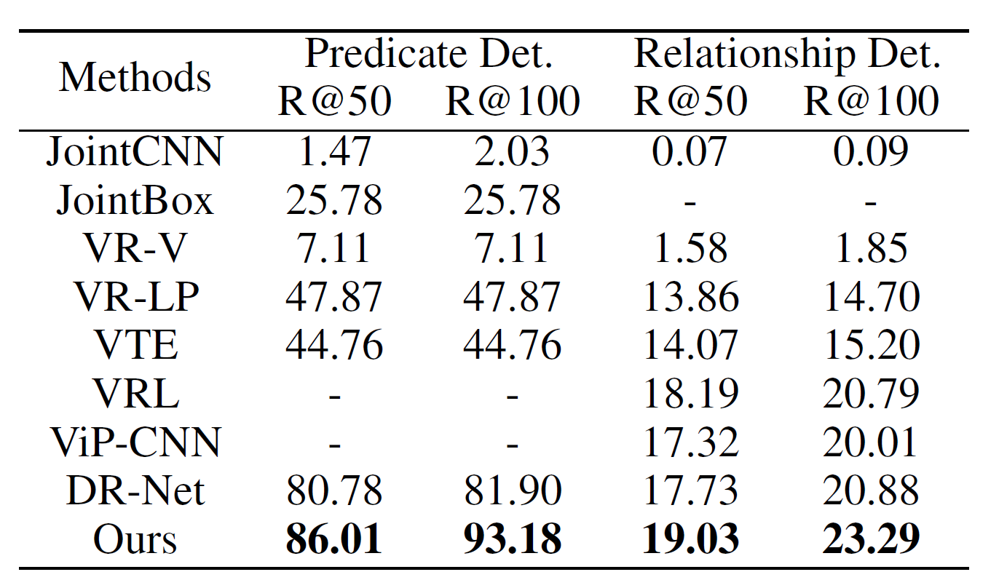 Methods Predicate Det. Relationship Det.
R@50 R@100 R@50 R@100
JointCNN 1.47 2.03 0.07 0.09
JointBox 25.78 25.78 - -
VR-V 7.11 7.11 1.58 1.85
VR-LP 47.87 47.87 13.86 14.70
VTE 44.76 44.76 14.07 15.20
VRL - - 18.19 20.79
ViP-CNN - - 17.32 20.01
DR-Net 80.78 81.90 17.73 20.88
Ours 86.01 93.18 19.03 23.29